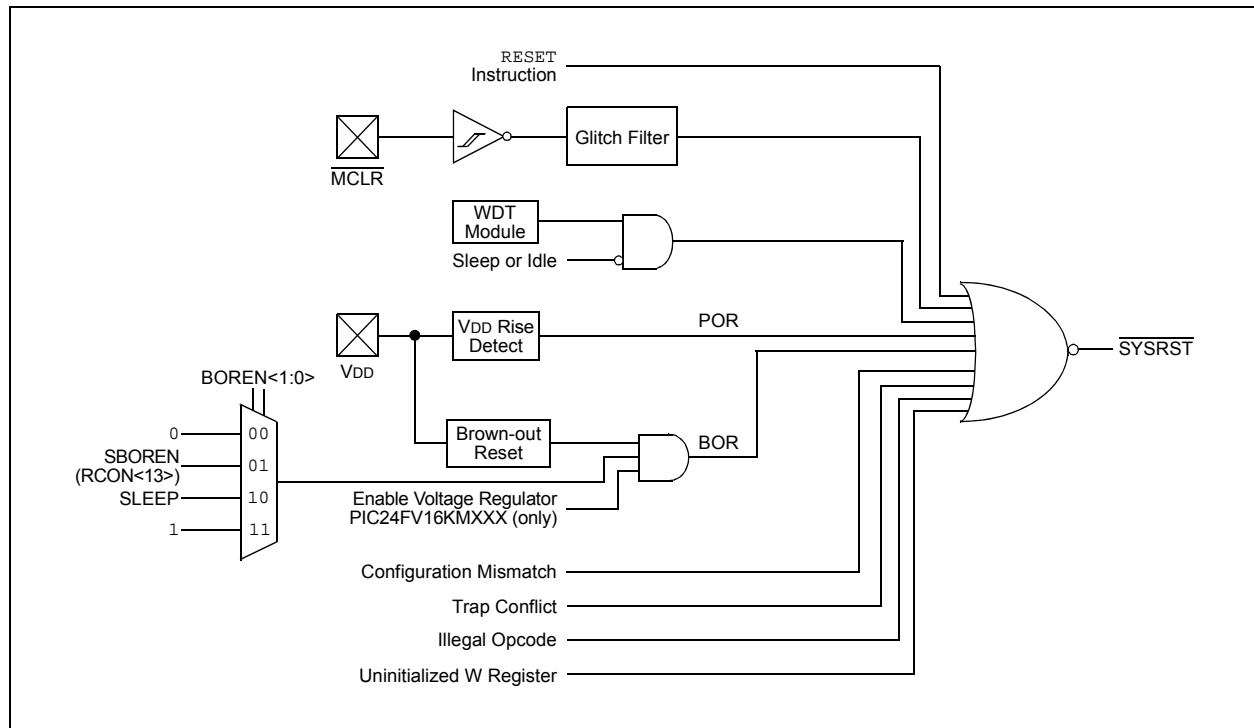 RESET
Instruction
Glitch Filter
MCLR
WDT
Module
Sleep or Idle
VDD Rise
Detect
POR
SYSRST
VDD
BOREN<1:0>
0
00
Brown-out
Reset
BOR
SBOREN
(RCON<13>)
01
SLEEP
10
Enable Voltage Regulator
PIC24FV16KMXXX (only)
1
11
Configuration Mismatch
Trap Conflict
Illegal Opcode
Uninitialized W Register